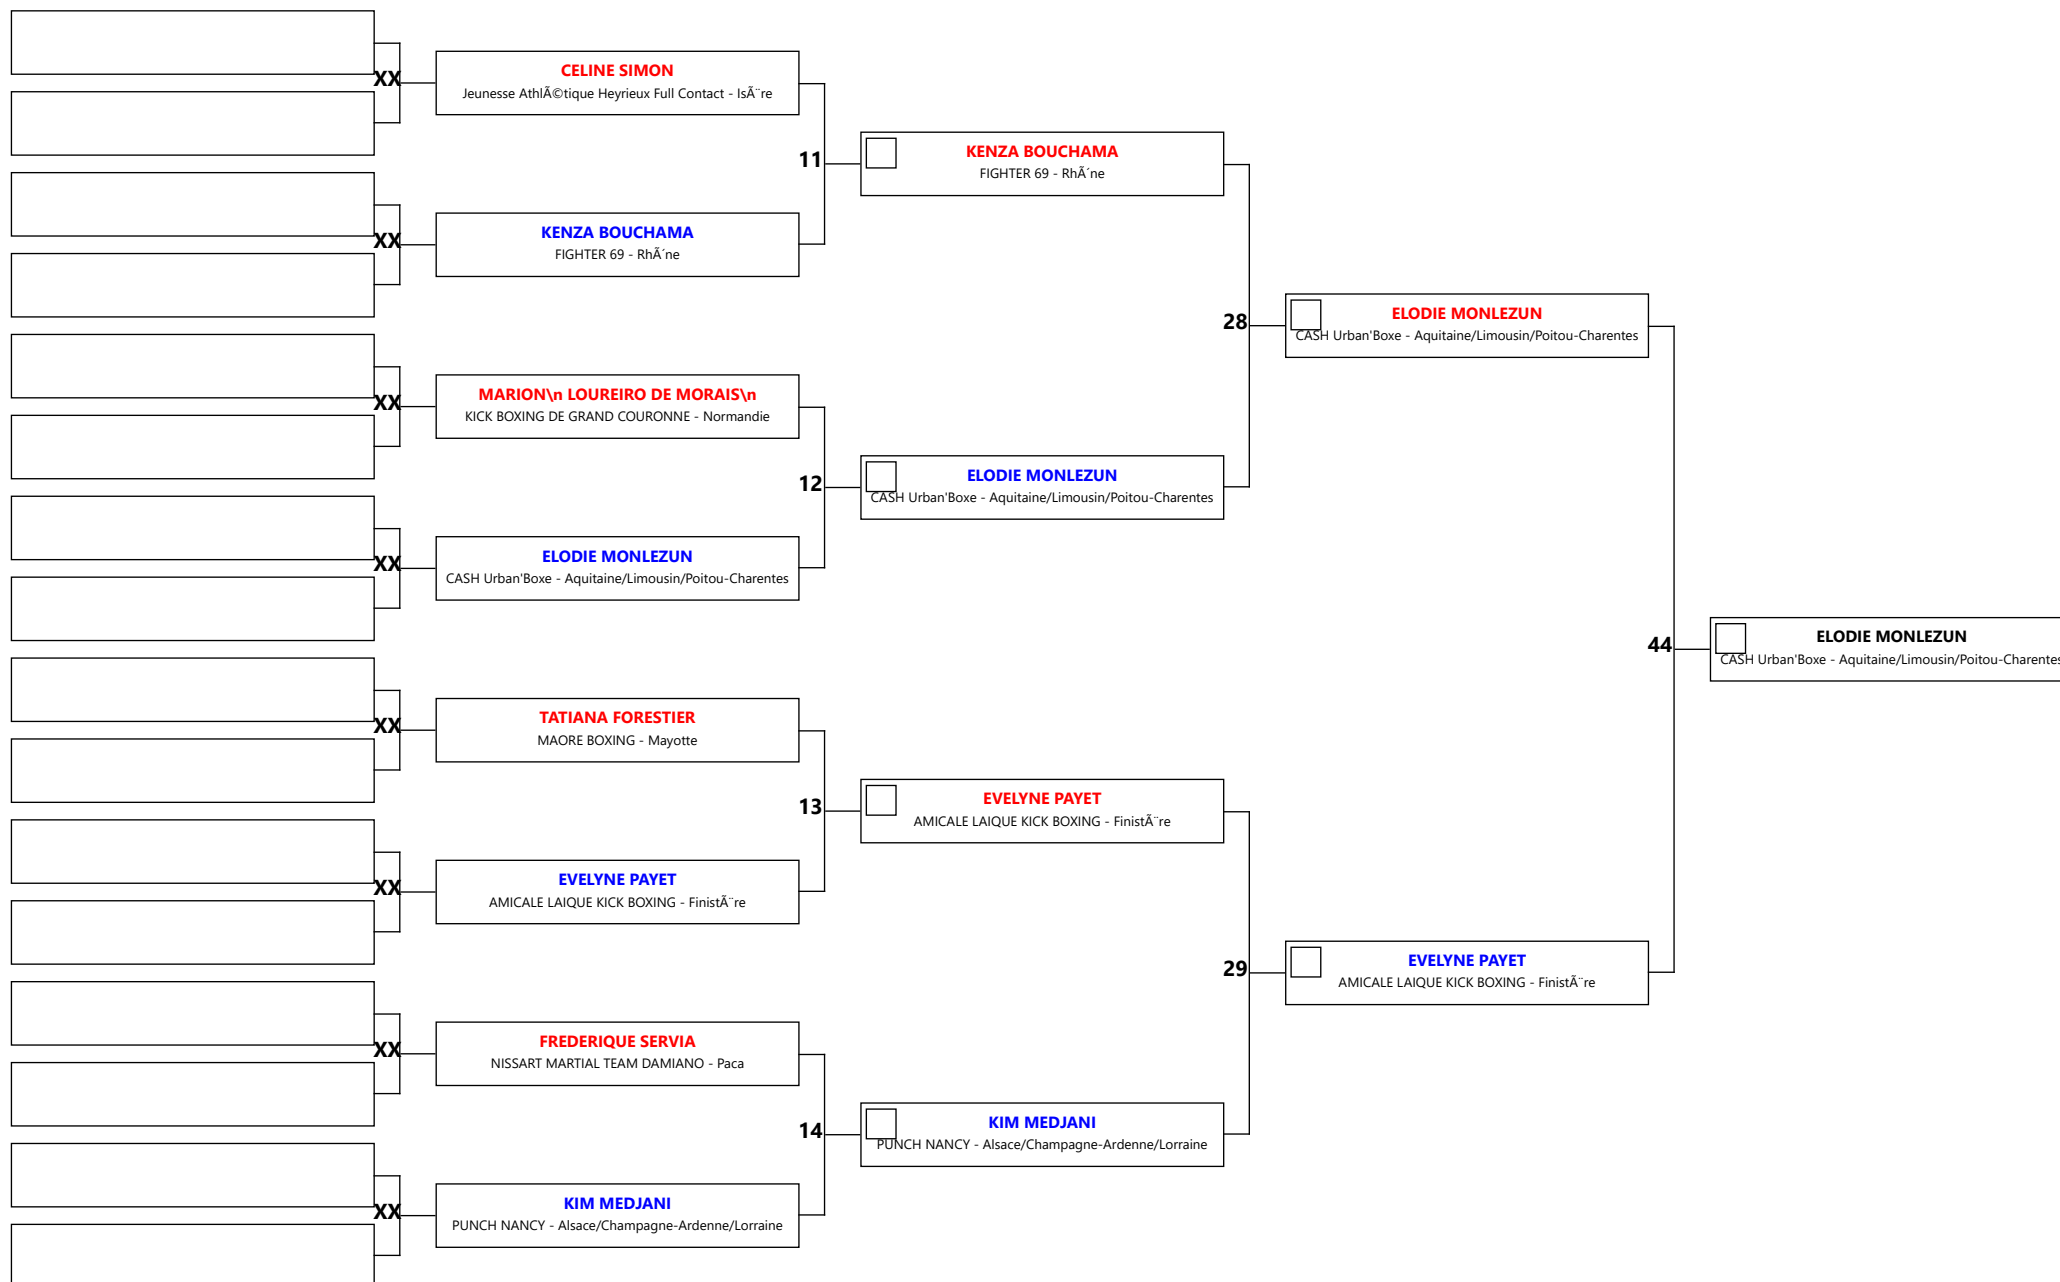 XX
CELINE SIMON
Jeunesse AthlÃ©tique Heyrieux Full Contact - IsÃ¨re
11
KENZA BOUCHAMA
FIGHTER 69 - RhÃ´ne
XX
KENZA BOUCHAMA
FIGHTER 69 - RhÃ´ne
28
ELODIE MONLEZUN
CASH Urban'Boxe - Aquitaine/Limousin/Poitou-Charentes
XX
MARION\n LOUREIRO DE MORAIS\n
KICK BOXING DE GRAND COURONNE - Normandie
12
ELODIE MONLEZUN
CASH Urban'Boxe - Aquitaine/Limousin/Poitou-Charentes
XX
ELODIE MONLEZUN
CASH Urban'Boxe - Aquitaine/Limousin/Poitou-Charentes
44
ELODIE MONLEZUN
CASH Urban'Boxe - Aquitaine/Limousin/Poitou-Charentes
XX
TATIANA FORESTIER
MAORE BOXING - Mayotte
13
EVELYNE PAYET
AMICALE LAIQUE KICK BOXING - FinistÃ¨re
XX
EVELYNE PAYET
AMICALE LAIQUE KICK BOXING - FinistÃ¨re
29
EVELYNE PAYET
AMICALE LAIQUE KICK BOXING - FinistÃ¨re
XX
FREDERIQUE SERVIA
NISSART MARTIAL TEAM DAMIANO - Paca
14
KIM MEDJANI
PUNCH NANCY - Alsace/Champagne-Ardenne/Lorraine
XX
KIM MEDJANI
PUNCH NANCY - Alsace/Champagne-Ardenne/Lorraine